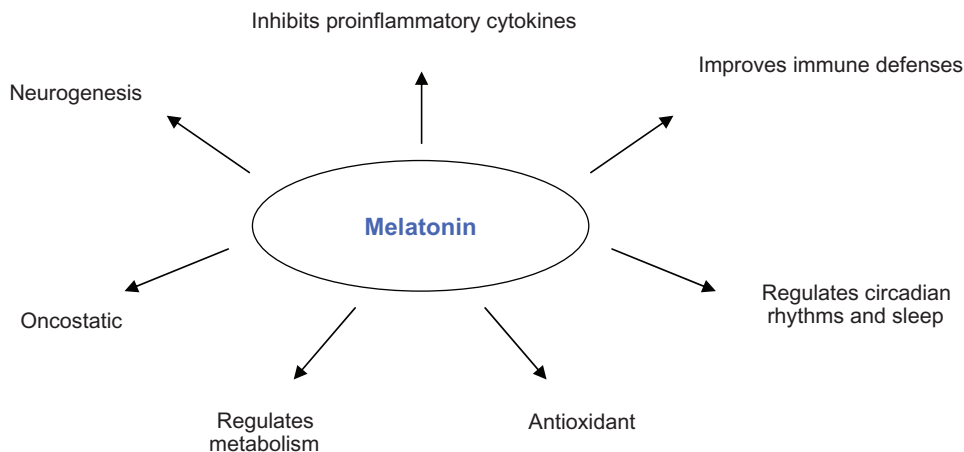 Inhibits proinflammatory cytokines
Improves immune defenses
Neurogenesis
Melatonin
Regulates circadian
rhythms and sleep
Oncostatic
Regulates
metabolism
Antioxidant